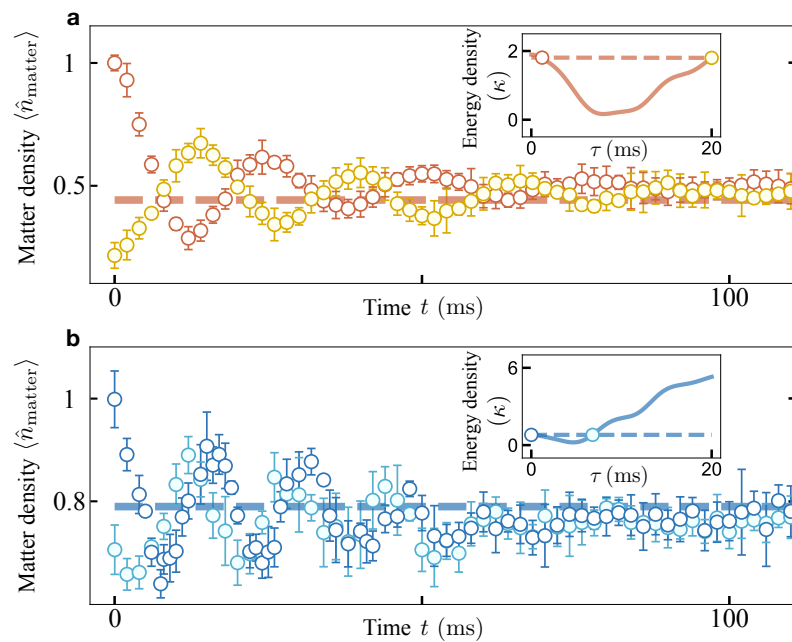 a
Matter density ⟨n̂matter⟩
1
0.5
0
100
Time t (ms)
Energy density
(κ)
2
0
0
20
τ (ms)
b
Matter density ⟨n̂matter⟩
1
0.8
0
100
Time t (ms)
Energy density
(κ)
6
0
0
20
τ (ms)